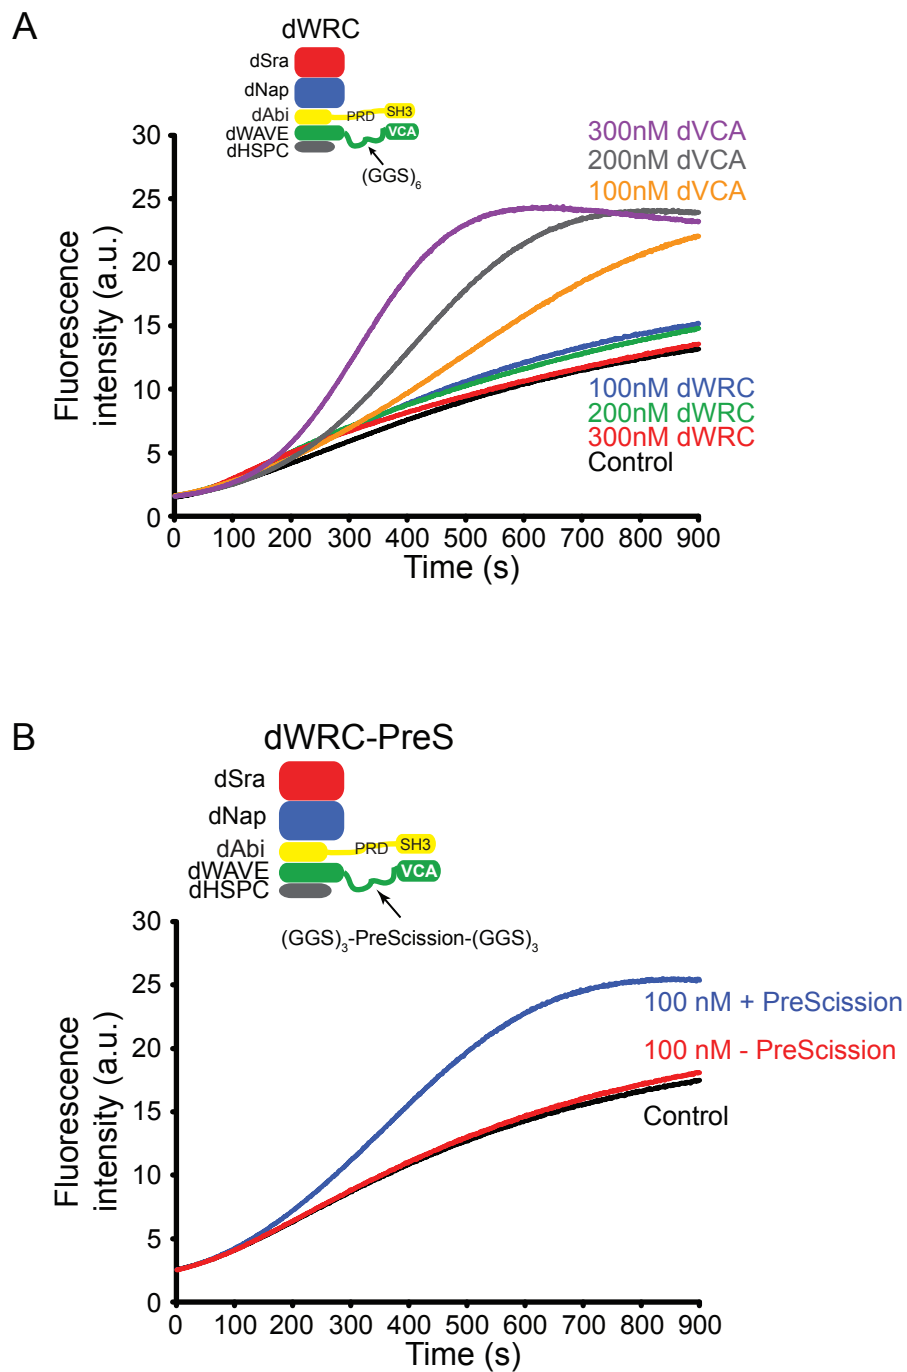 A
dWRC
dSra
dNap
dAbi
PRD
SH3
dWAVE
VCA
dHSPC
(GGS)6
300nM dVCA
200nM dVCA
100nM dVCA
100nM dWRC
200nM dWRC
300nM dWRC
Control
Fluorescence
intensity (a.u.)
30
25
20
15
10
5
0
0 100 200 300 400 500 600 700 800 900
Time (s)
B
dWRC-PreS
dSra
dNap
dAbi
PRD
SH3
dWAVE
VCA
dHSPC
(GGS)3-PreScission-(GGS)3
100 nM + PreScission
100 nM - PreScission
Control
Fluorescence
intensity (a.u.)
30
25
20
15
10
5
0
0 100 200 300 400 500 600 700 800 900
Time (s)